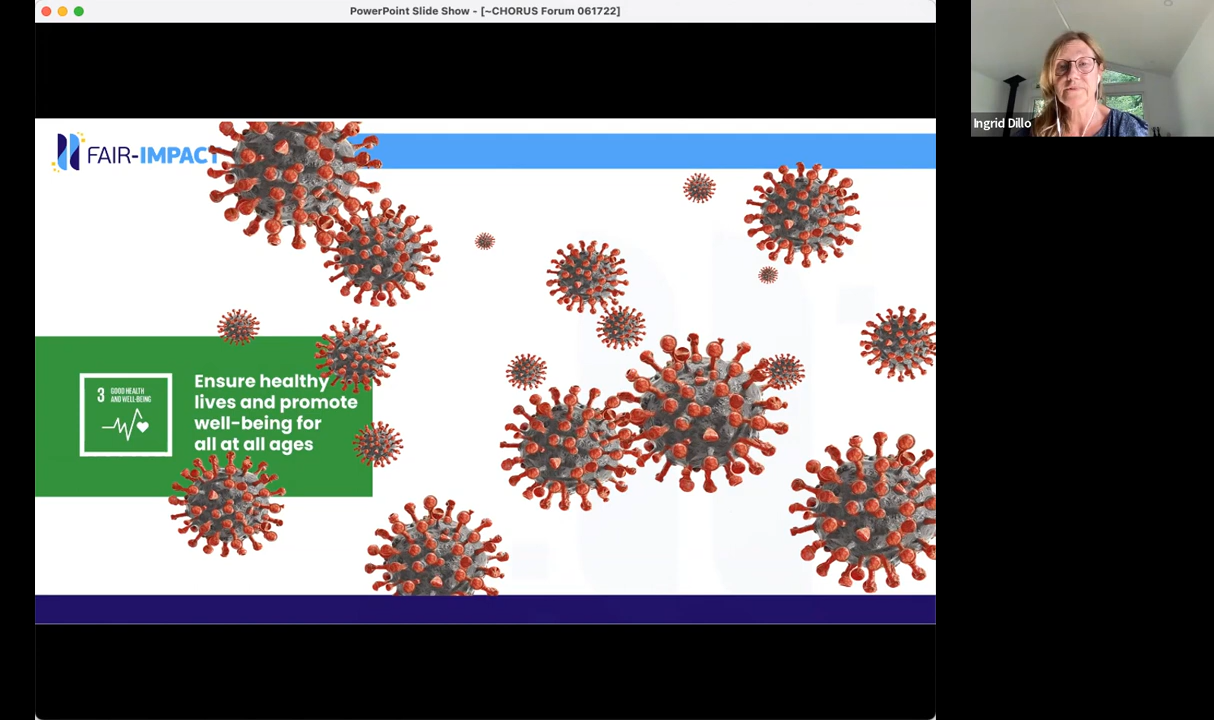 PowerPoint Slide Show - [~CHORUS Forum 061722]
FAIR-IMPACT
3 GOOD HEALTH
AND WELL-BEING
Ensure healthy
lives and promote
well-being for
all at all ages
Ingrid Dillo